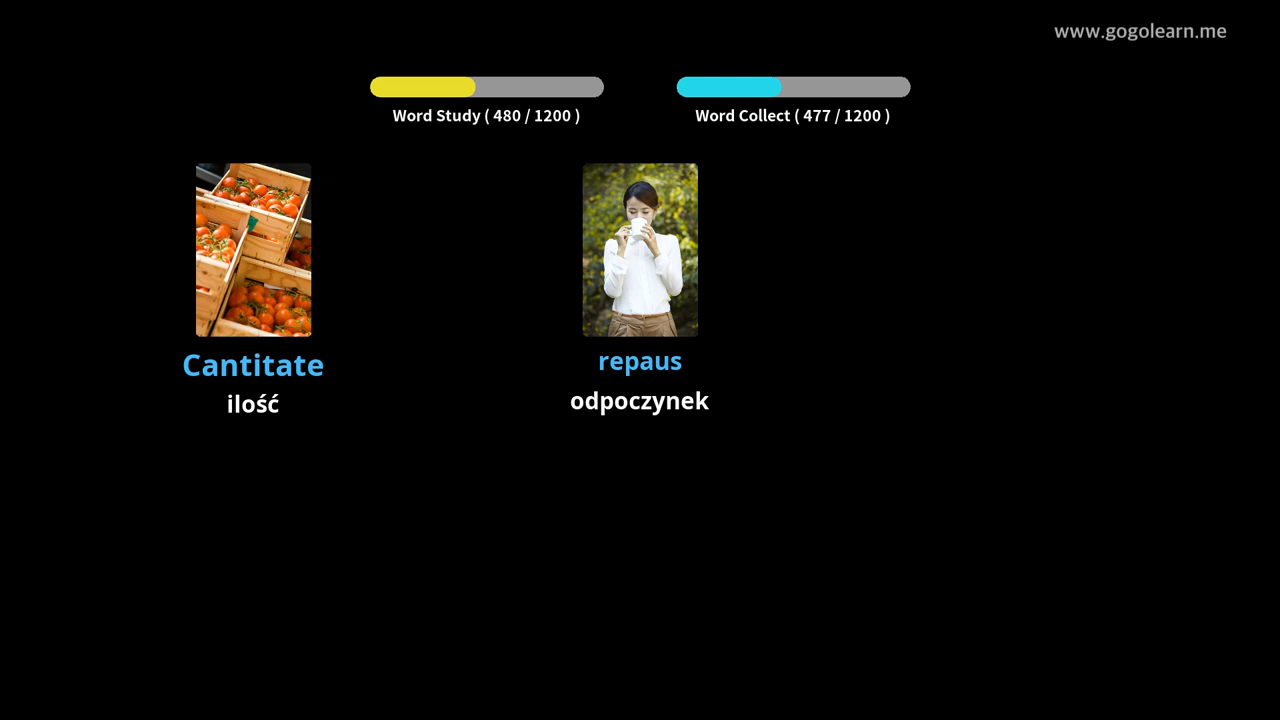 www.gogolearn.me
Word Study ( 480 / 1200 )
Word Collect ( 477 / 1200 )
Cantitate
ilość
repaus
odpoczynek